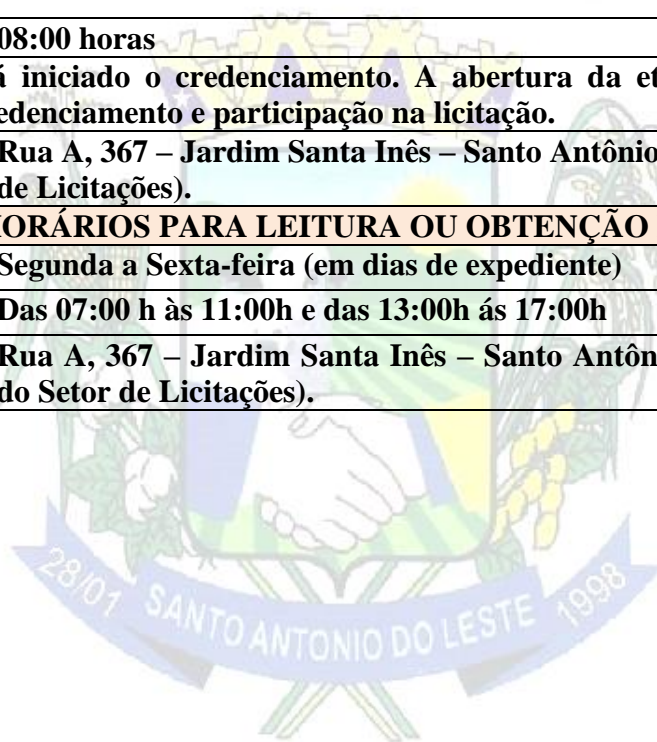 08:00 horas
á iniciado o credenciamento. A abertura da et
edenciamento e participação na licitação.
Rua A, 367 – Jardim Santa Inês – Santo Antônio
de Licitações).
HORÁRIOS PARA LEITURA OU OBTENÇÃO
Segunda a Sexta-feira (em dias de expediente)
Das 07:00 h às 11:00h e das 13:00h ás 17:00h
Rua A, 367 – Jardim Santa Inês – Santo Antôn
do Setor de Licitações).
28/01 SANTO ANTONIO DO LESTE 1998